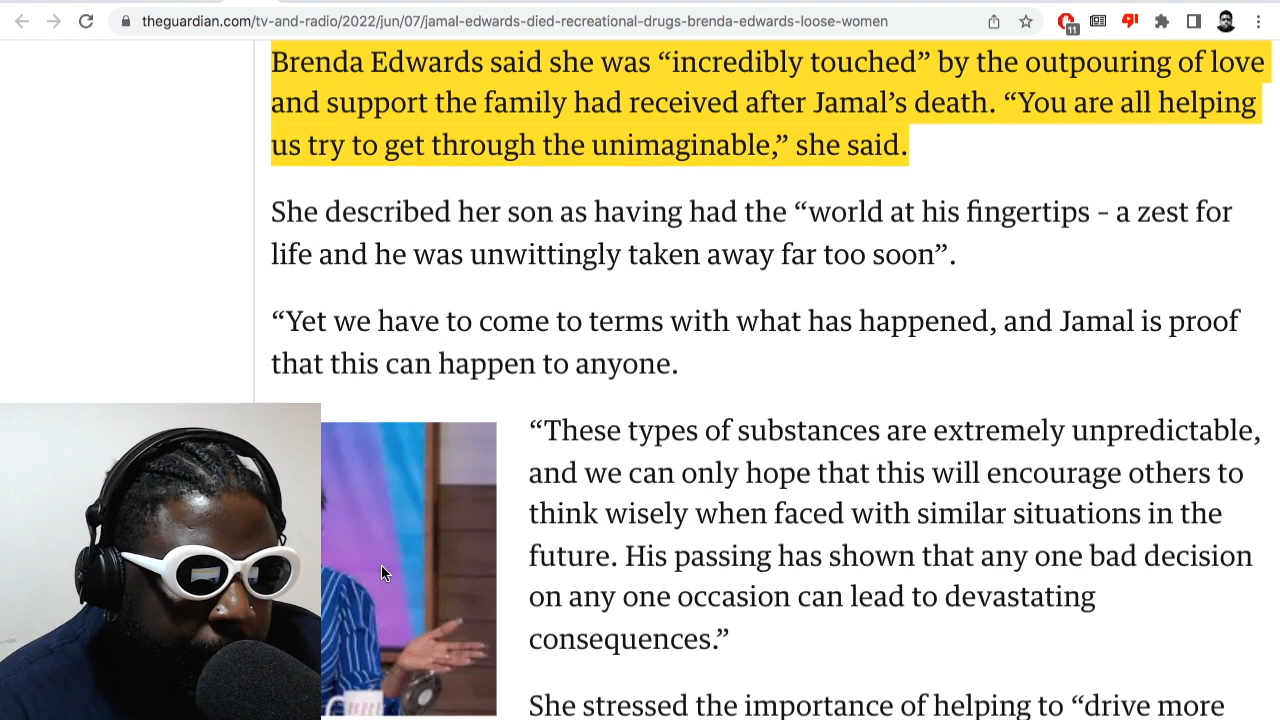 theguardian.com/tv-and-radio/2022/jun/07/jamal-edwards-died-recreational-drugs-brenda-edwards-loose-women
11
Brenda Edwards said she was “incredibly touched” by the outpouring of love
and support the family had received after Jamal’s death. “You are all helping
us try to get through the unimaginable,” she said.
She described her son as having had the “world at his fingertips – a zest for
life and he was unwittingly taken away far too soon”.
“Yet we have to come to terms with what has happened, and Jamal is proof
that this can happen to anyone.
“These types of substances are extremely unpredictable,
and we can only hope that this will encourage others to
think wisely when faced with similar situations in the
future. His passing has shown that any one bad decision
on any one occasion can lead to devastating
consequences.”
She stressed the importance of helping to “drive more